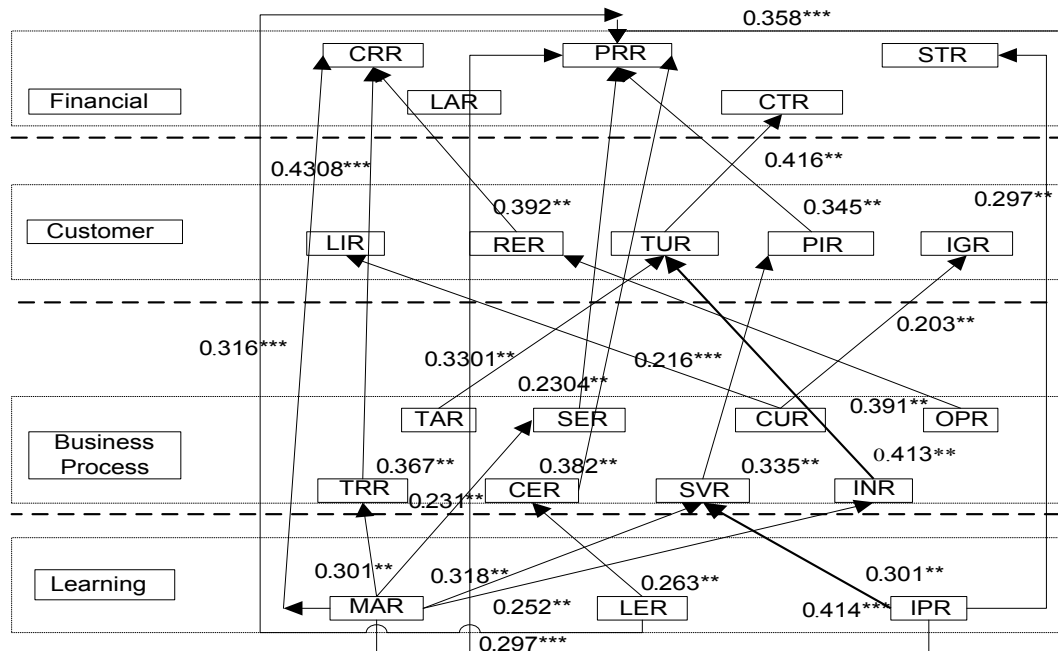 0.358***
CRR PRR STR
Financial LAR CTR
0.4308*** 0.416**
0.392** 0.345** 0.297**
Customer LIR RER TUR PIR IGR
0.203**
0.316*** 0.3301** 0.216***
0.2304**
0.391**
TAR SER CUR OPR
Business
Process
0.413**
0.367** 0.382** 0.335**
TRR CER SVR INR
0.231**
0.301** 0.318** 0.263** 0.301**
Learning
MAR 0.252** LER 0.414*** IPR
0.297***